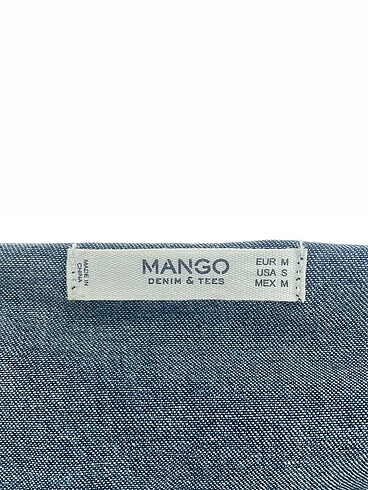 MADE IN
CHINA
MANGO
DENIM & TEES
EUR M
USA S
MEX M